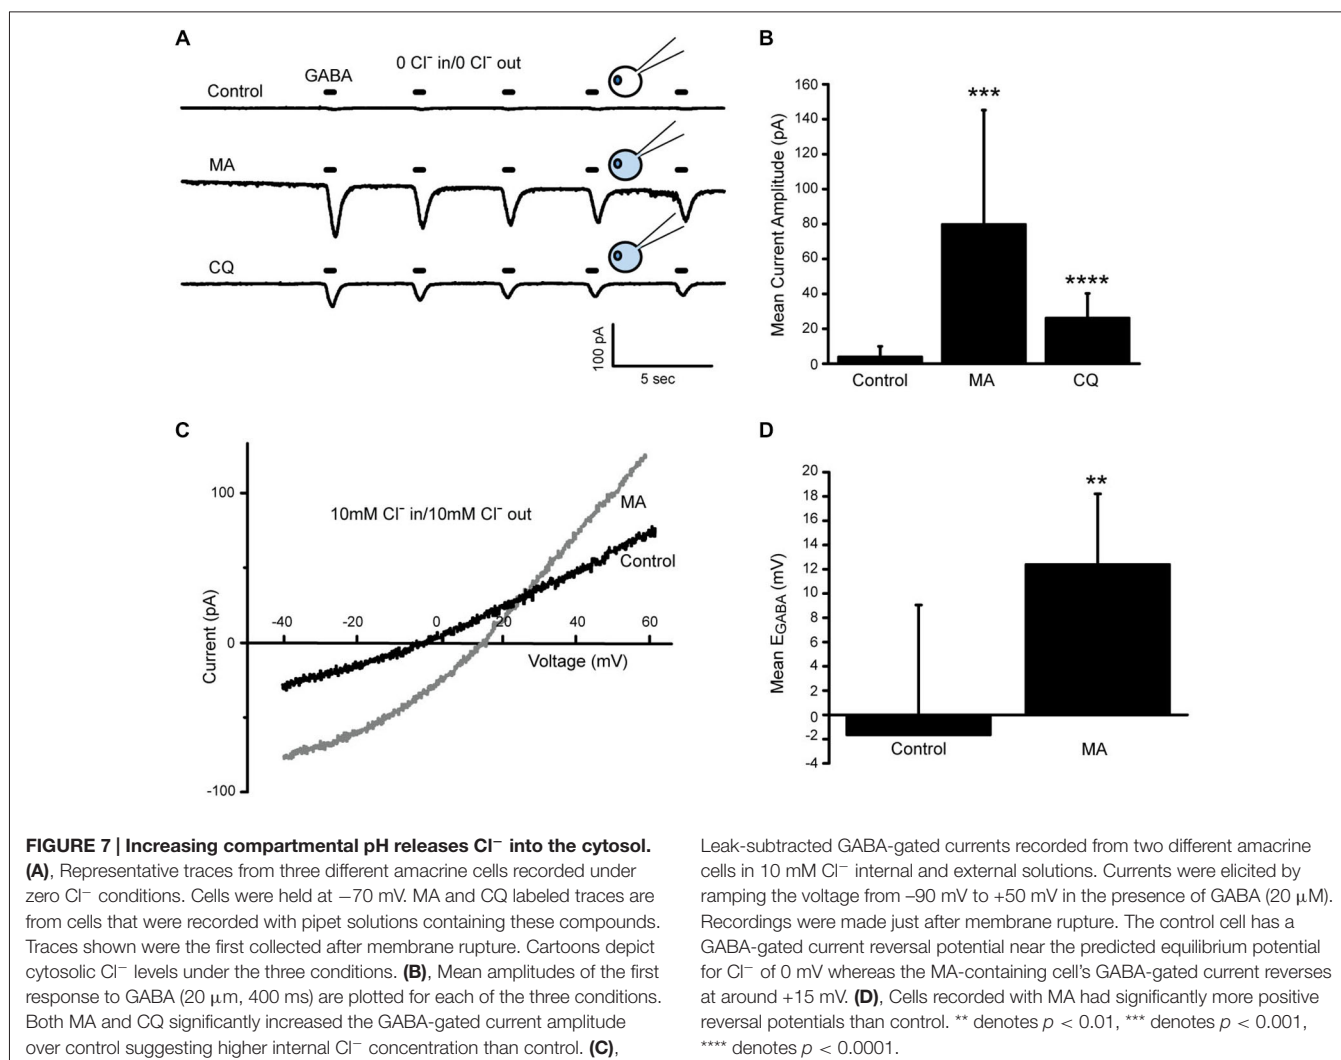 A
0 Cl⁻ in/0 Cl⁻ out
GABA
Control
MA
CQ
100 pA
5 sec
B
Mean Current Amplitude (pA)
160
140
120
100
80
60
40
20
0
***
****
Control
MA
CQ
C
10mM Cl⁻ in/10mM Cl⁻ out
Current (pA)
100
0
-100
-40
-20
0
20
40
60
Voltage (mV)
MA
Control
D
Mean E_GABA (mV)
20
18
16
14
12
10
8
6
4
2
0
-2
-4
**
Control
MA
FIGURE 7 | Increasing compartmental pH releases Cl⁻ into the cytosol.
(A), Representative traces from three different amacrine cells recorded under
zero Cl⁻ conditions. Cells were held at −70 mV. MA and CQ labeled traces are
from cells that were recorded with pipet solutions containing these compounds.
Traces shown were the first collected after membrane rupture. Cartoons depict
cytosolic Cl⁻ levels under the three conditions. (B), Mean amplitudes of the first
response to GABA (20 μm, 400 ms) are plotted for each of the three conditions.
Both MA and CQ significantly increased the GABA-gated current amplitude
over control suggesting higher internal Cl⁻ concentration than control. (C),
Leak-subtracted GABA-gated currents recorded from two different amacrine
cells in 10 mM Cl⁻ internal and external solutions. Currents were elicited by
ramping the voltage from –90 mV to +50 mV in the presence of GABA (20 μM).
Recordings were made just after membrane rupture. The control cell has a
GABA-gated current reversal potential near the predicted equilibrium potential
for Cl⁻ of 0 mV whereas the MA-containing cell's GABA-gated current reverses
at around +15 mV. (D), Cells recorded with MA had significantly more positive
reversal potentials than control. ** denotes p < 0.01, *** denotes p < 0.001,
**** denotes p < 0.0001.